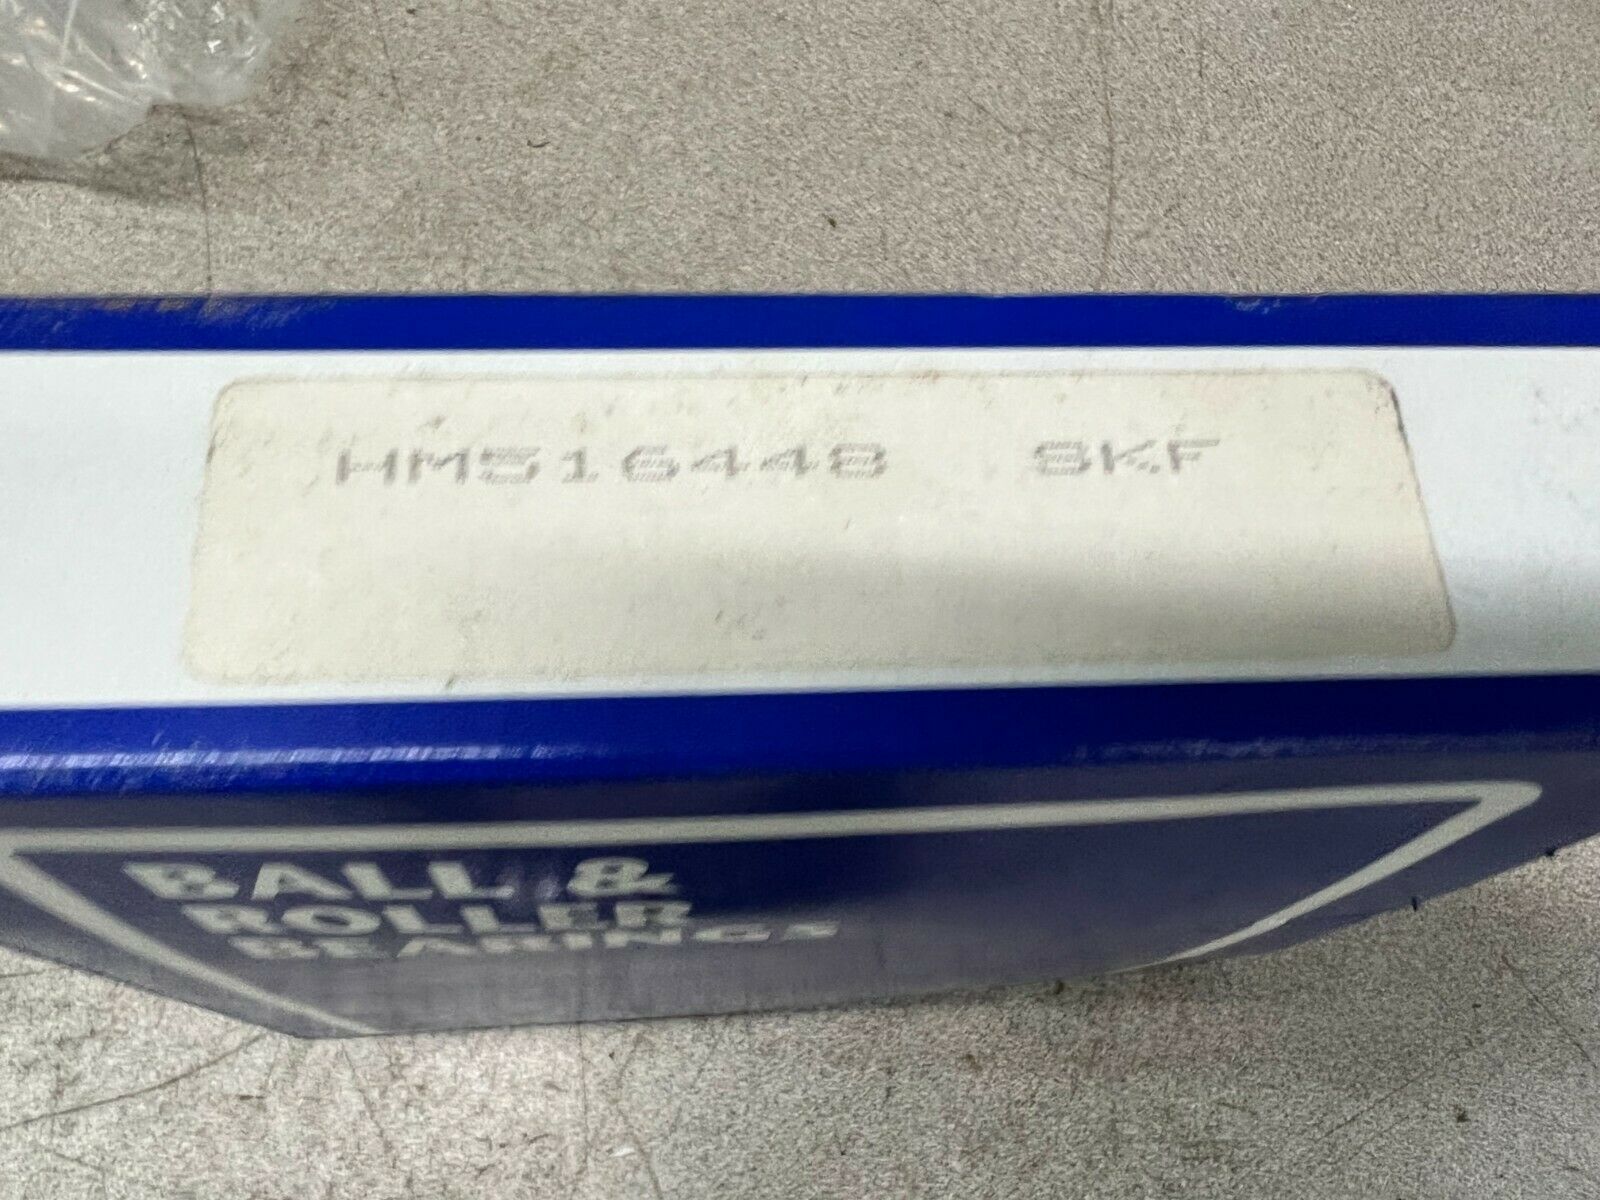 HM516448 SKF
BALL &
ROLLER
BEARINGS